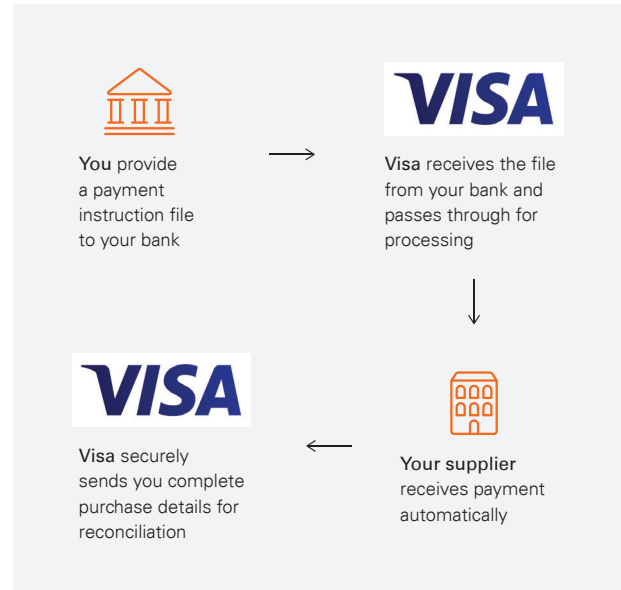 VISA
You provide
a payment
instruction file
to your bank
Visa receives the file
from your bank and
passes through for
processing
VISA
Visa securely
sends you complete
purchase details for
reconciliation
Your supplier
receives payment
automatically